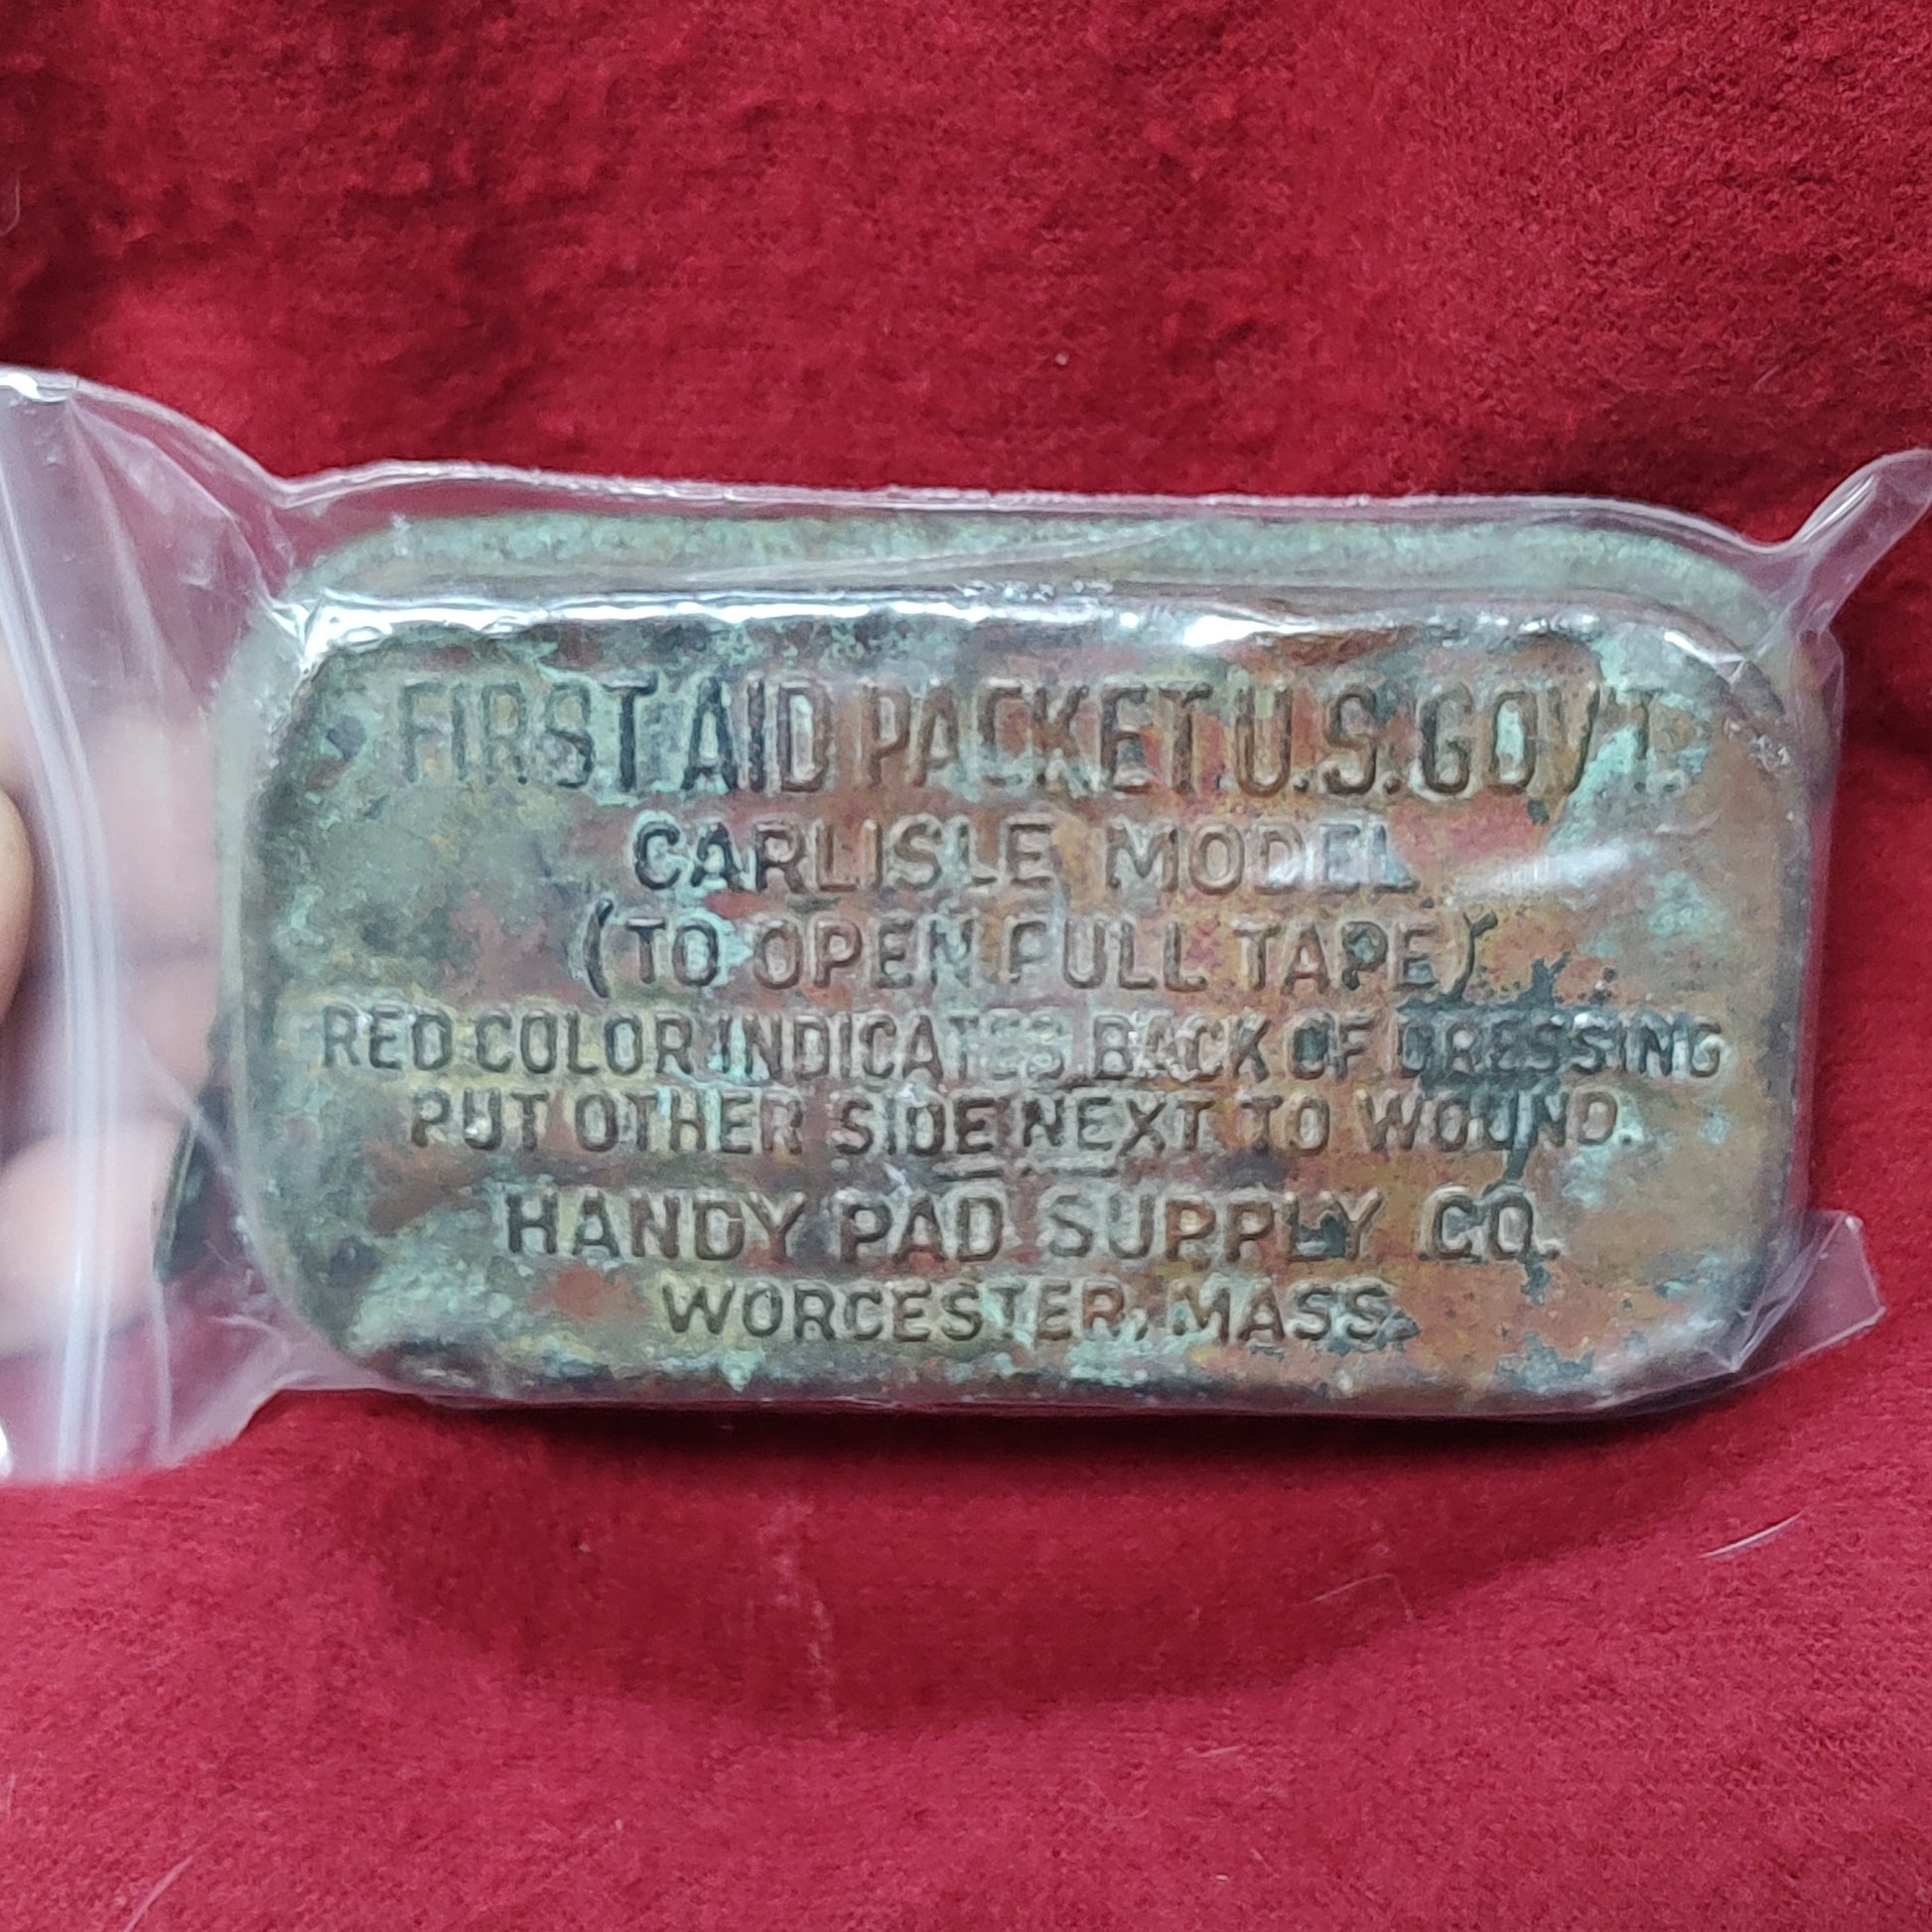 FIRST AID PACKET.U.S.GOV'T.
CARLISLE MODEL
(TO OPEN PULL TAPE)
RED COLOR INDICATES BACK OF DRESSING
PUT OTHER SIDE NEXT TO WOUND.
HANDY PAD SUPPLY CO.
WORCESTER, MASS.